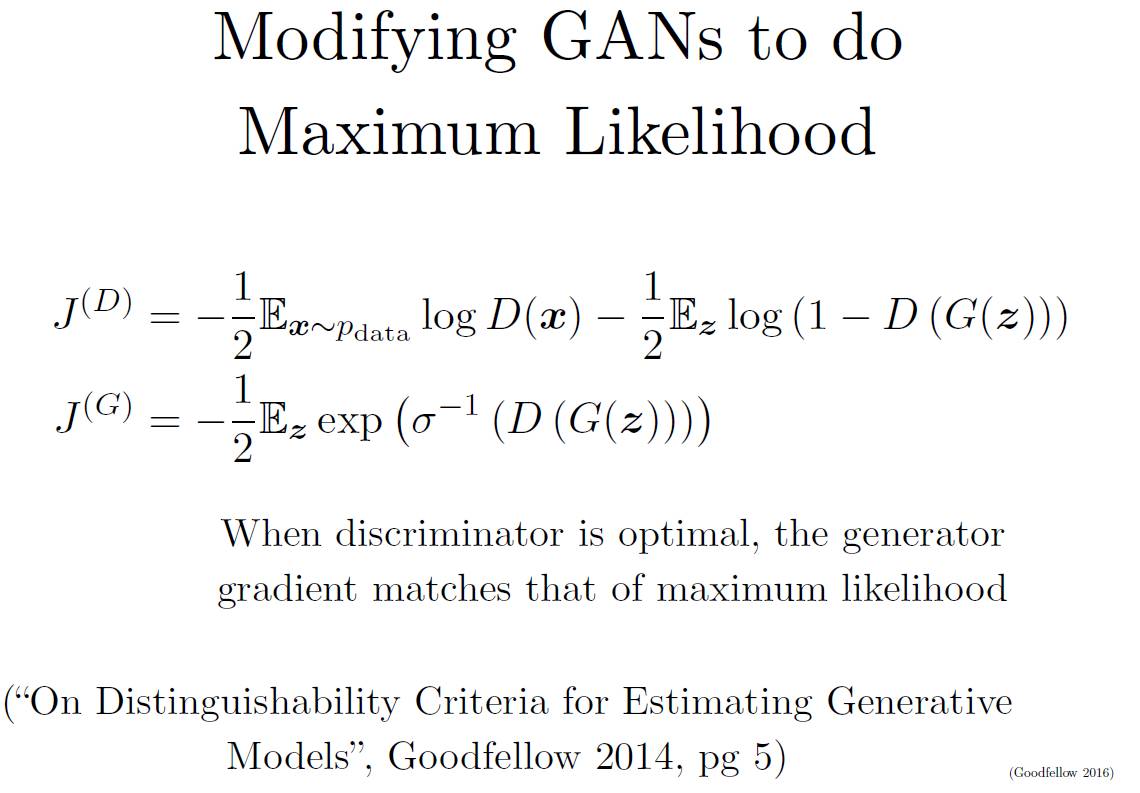 Modifying GANs to do
Maximum Likelihood
$J^{(D)} = -\frac{1}{2}\mathbb{E}_{\boldsymbol{x}\sim p_{\text{data}}} \log D(\boldsymbol{x}) - \frac{1}{2}\mathbb{E}_{\boldsymbol{z}} \log\left(1 - D\left(G(\boldsymbol{z})\right)\right)$
$J^{(G)} = -\frac{1}{2}\mathbb{E}_{\boldsymbol{z}} \exp\left(\sigma^{-1}\left(D\left(G(\boldsymbol{z})\right)\right)\right)$
When discriminator is optimal, the generator
gradient matches that of maximum likelihood
(“On Distinguishability Criteria for Estimating Generative
Models”, Goodfellow 2014, pg 5)
(Goodfellow 2016)